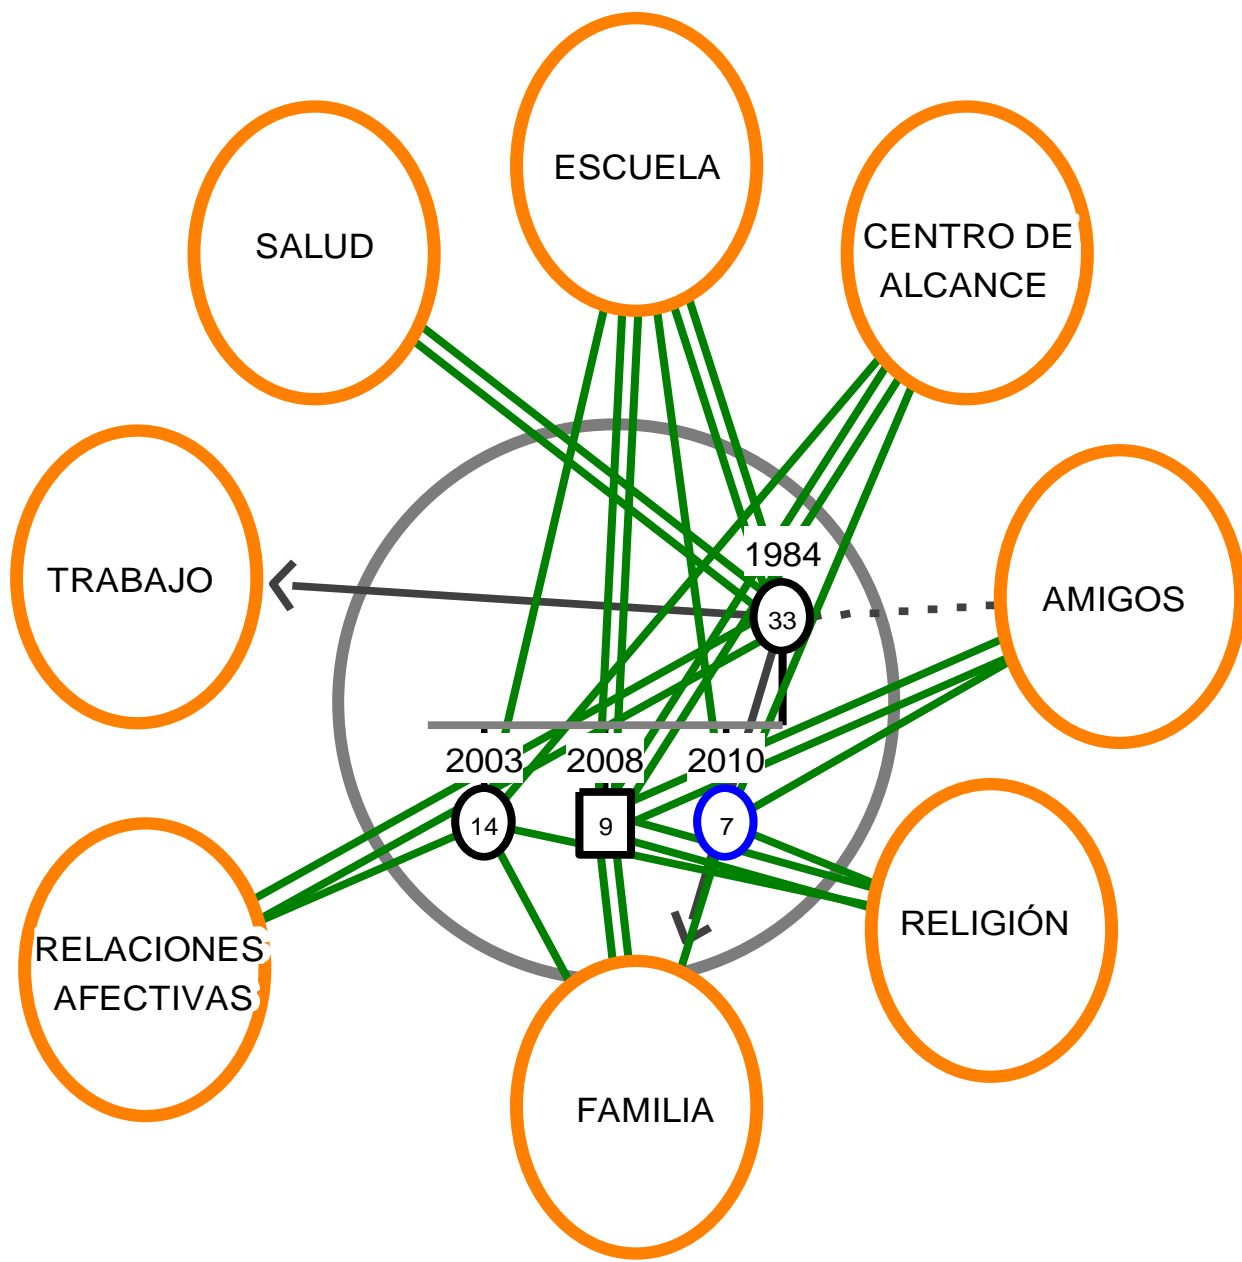 ESCUELA
SALUD
CENTRO DE
ALCANCE
1984
TRABAJO
33
AMIGOS
2003 2008 2010
14 9 7
RELIGIÓN
RELACIONES
AFECTIVAS
FAMILIA